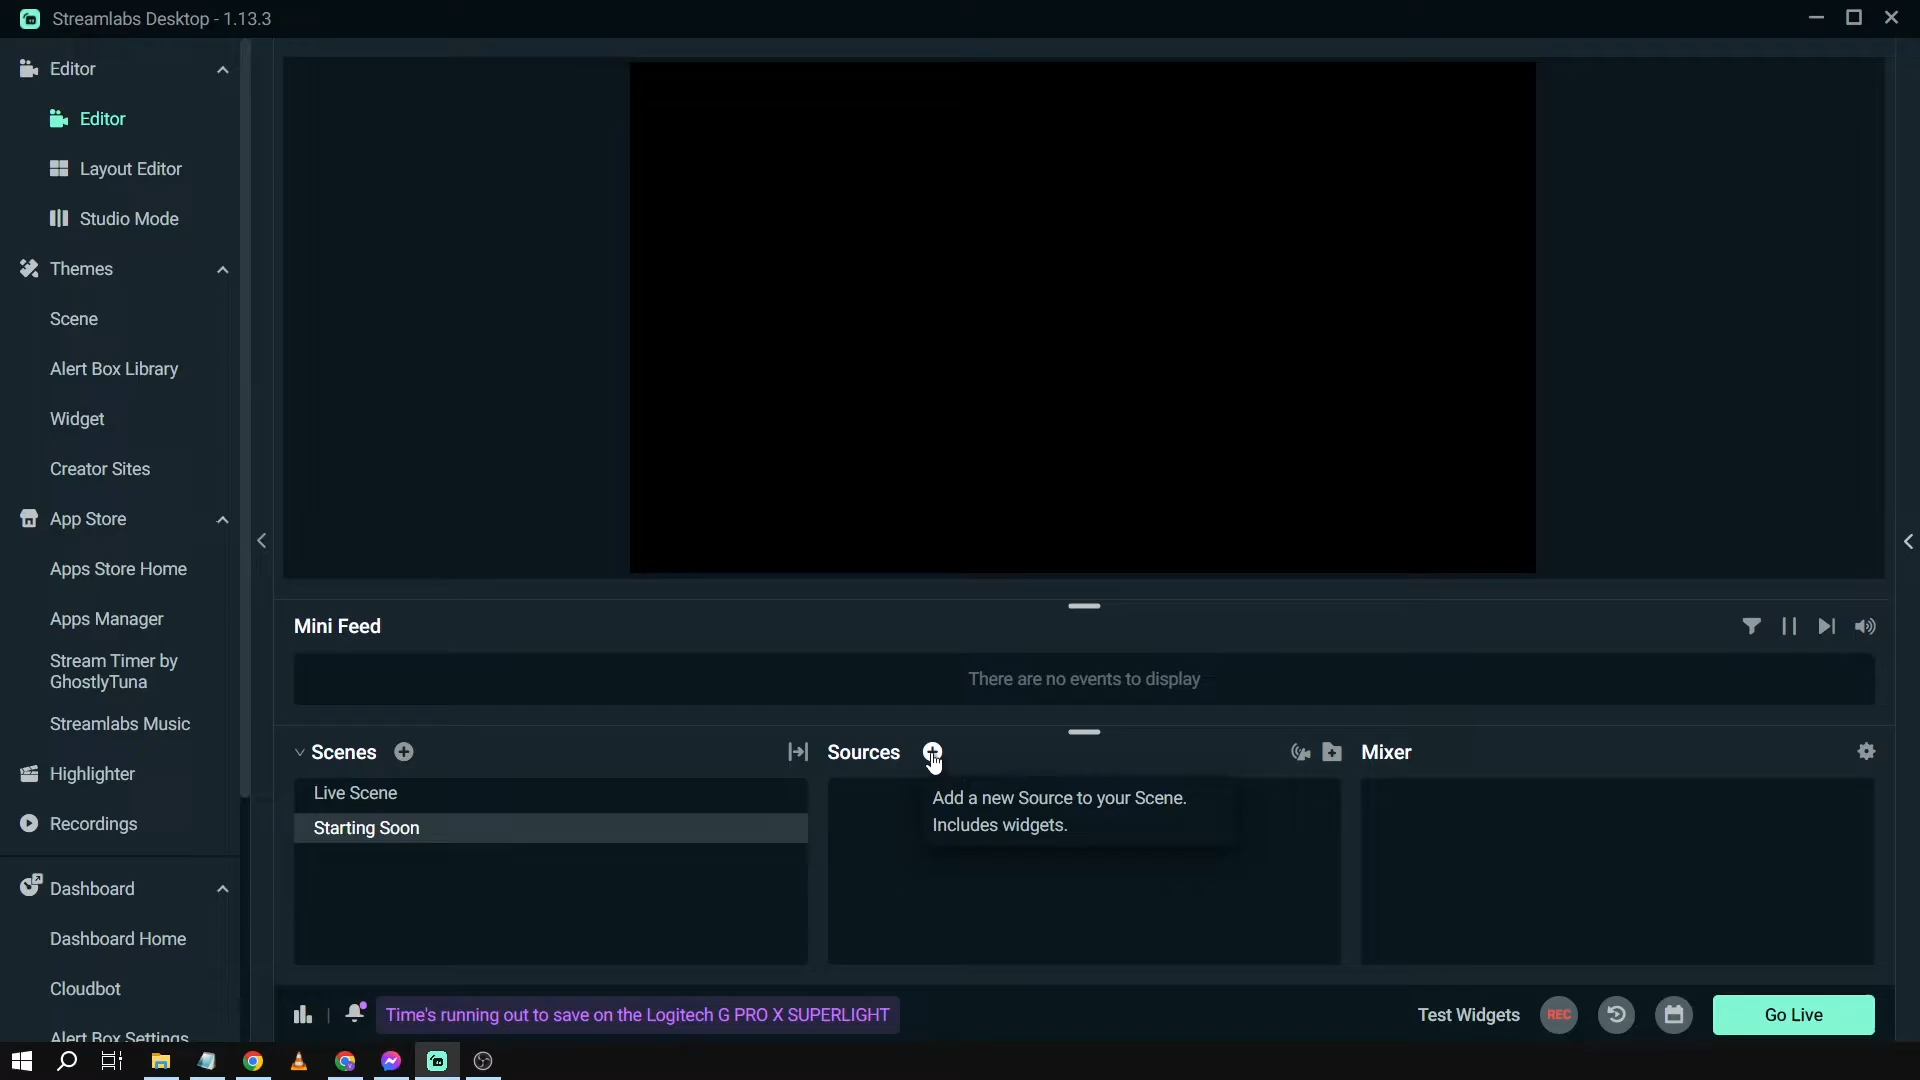 Streamlabs Desktop - 1.13.3
Editor
Editor
Layout Editor
Studio Mode
Themes
Scene
Alert Box Library
Widget
Creator Sites
App Store
Apps Store Home
Apps Manager
Stream Timer by
GhostlyTuna
Streamlabs Music
Highlighter
Recordings
Dashboard
Dashboard Home
Cloudbot
Alert Box Settings
Mini Feed
There are no events to display
Scenes
Live Scene
Starting Soon
Sources
Add a new Source to your Scene.
Includes widgets.
Mixer
Time's running out to save on the Logitech G PRO X SUPERLIGHT
Test Widgets
REC
Go Live